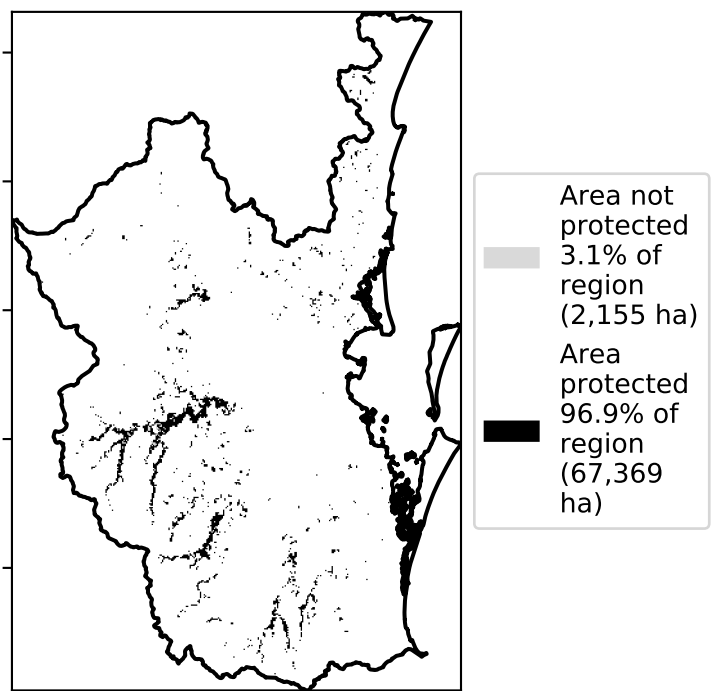 Area not
protected
3.1% of
region
(2,155 ha)
Area
protected
96.9% of
region
(67,369
ha)